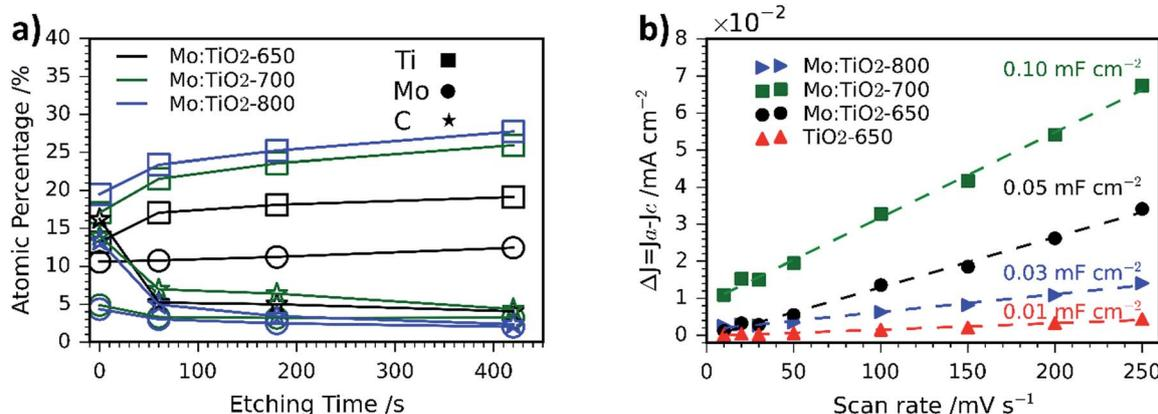 a)
40
35
30
25
20
15
10
5
0
Atomic Percentage /%
Mo:TiO2-650
Mo:TiO2-700
Mo:TiO2-800
Ti
Mo
C
0
100
200
300
400
Etching Time /s
b)
×10⁻²
8
7
6
5
4
3
2
1
0
ΔJ=Ja-Jc /mA cm⁻²
Mo:TiO2-800
Mo:TiO2-700
Mo:TiO2-650
TiO2-650
0.10 mF cm⁻²
0.05 mF cm⁻²
0.03 mF cm⁻²
0.01 mF cm⁻²
0
50
100
150
200
250
Scan rate /mV s⁻¹